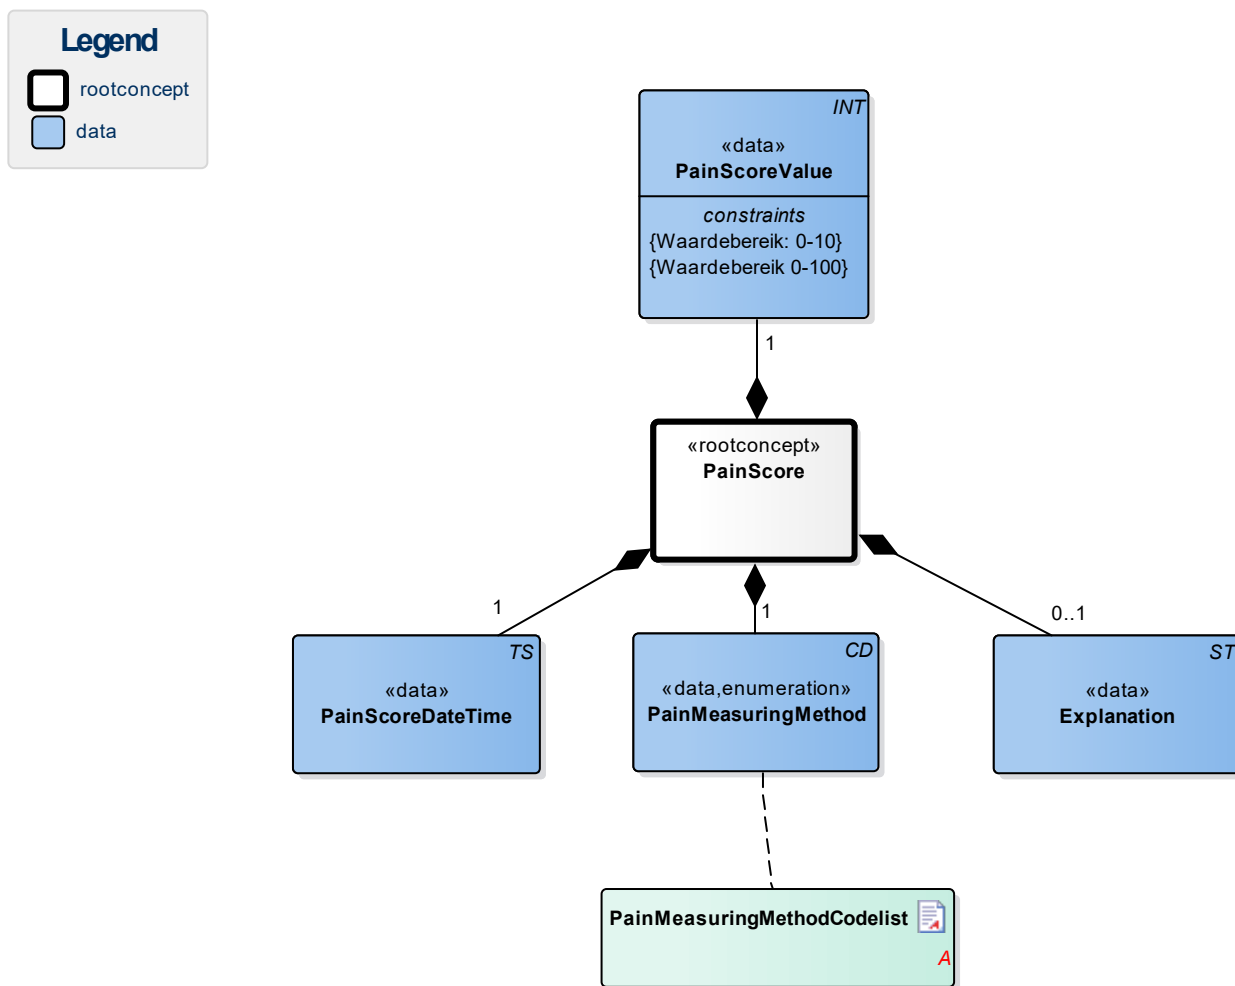 Legend
rootconcept
data
INT
«data»
PainScoreValue
constraints
{Waardebereik: 0-10}
{Waardebereik 0-100}
1
«rootconcept»
PainScore
1
1
0..1
TS
«data»
PainScoreDateTime
CD
«data,enumeration»
PainMeasuringMethod
ST
«data»
Explanation
PainMeasuringMethodCodelist
A